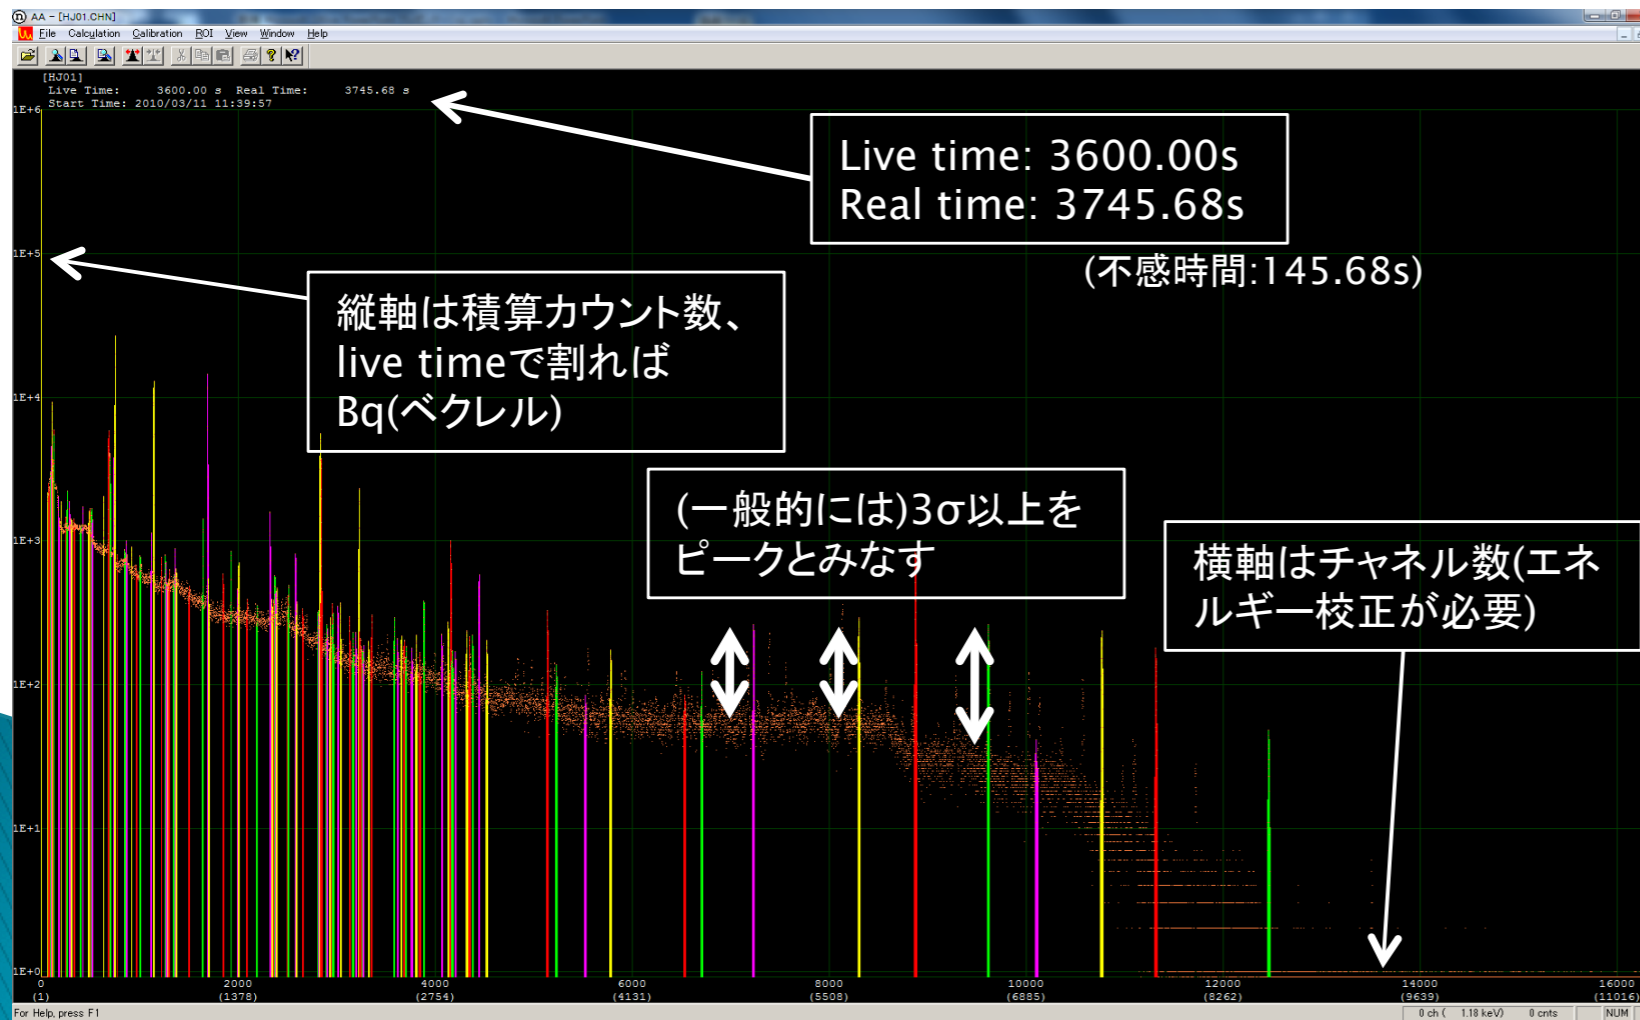 AA - [HJ01.CHN]
File Calculation Calibration ROI View Window Help
[HJ01]
Live Time: 3600.00 s Real Time: 3745.68 s
Start Time: 2010/03/11 11:39:57
1E+6
Live time: 3600.00s
Real time: 3745.68s
1E+5
(不感時間:145.68s)
縦軸は積算カウント数、
live timeで割れば
Bq(ベクレル)
1E+4
(一般的には)3σ以上を
ピークとみなす
横軸はチャネル数(エネ
ルギー校正が必要)
1E+3
1E+2
1E+1
1E+0
0 2000 4000 6000 8000 10000 12000 14000 16000
(1) (1378) (2754) (4131) (5508) (6885) (8262) (9639) (11016)
For Help, press F1 0 ch ( 1.18 keV) 0 cnts NUM